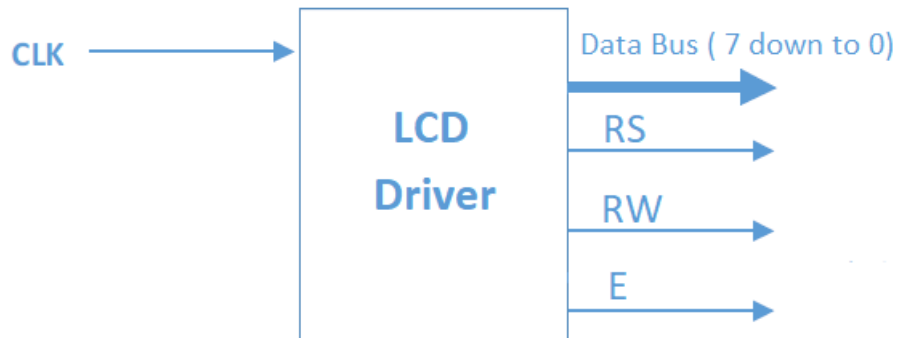 CLK
LCD
Driver
Data Bus ( 7 down to 0)
RS
RW
E